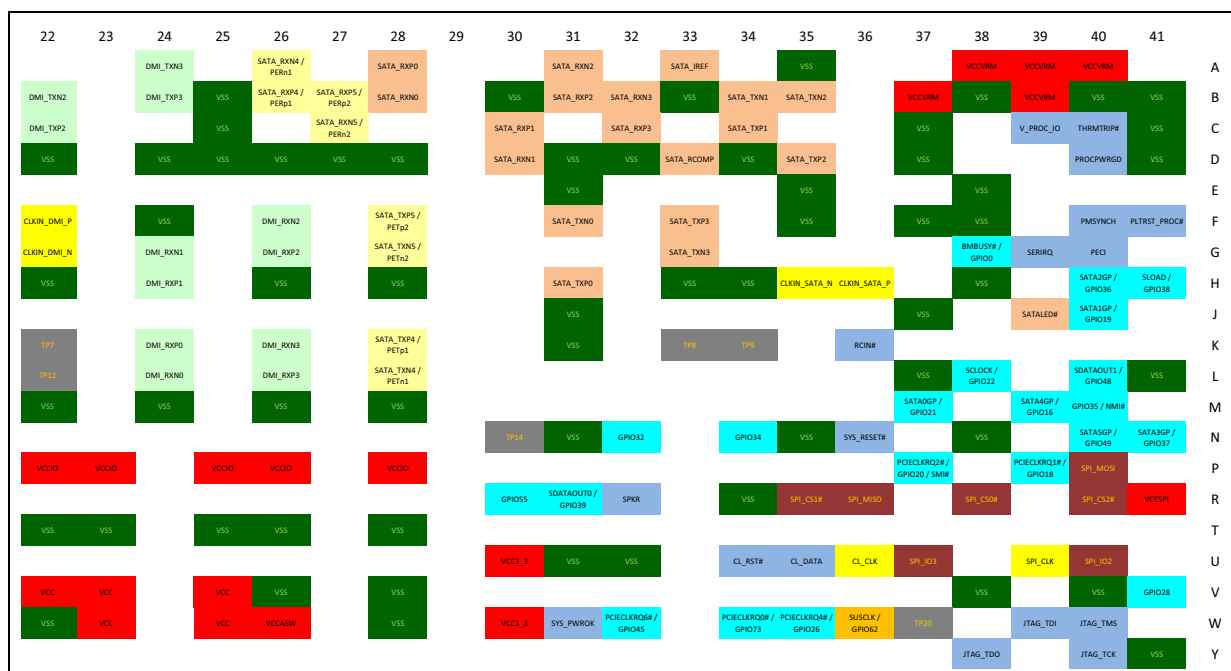 22 23 24 25 26 27 28 29 30 31 32 33 34 35 36 37 38 39 40 41
DMI_TXN3 SATA_RXN4 / PERn1 SATA_RXP0 SATA_RXN2 SATA_IREF VSS VCCVRM VCCVRM VCCVRM A
DMI_TXN2 DMI_TXP3 VSS SATA_RXP4 / PERp1 SATA_RXP5 / PERp2 SATA_RXN0 VSS SATA_RXP2 SATA_RXN3 VSS SATA_TXN1 SATA_TXN2 VCCVRM VSS VCCVRM VSS VSS B
DMI_TXP2 VSS SATA_RXN5 / PERn2 SATA_RXP1 SATA_RXP3 SATA_TXP1 VSS V_PROC_IO THRMTRIP# VSS C
VSS VSS VSS VSS VSS VSS SATA_RXN1 VSS VSS SATA_RCOMP VSS SATA_TXP2 VSS PROCPWRGD VSS D
VSS VSS VSS E
CLKIN_DMI_P VSS DMI_RXN2 SATA_TXP5 / PETp2 SATA_TXN0 SATA_TXP3 VSS VSS VSS PMSYNCH PLTRST_PROC# F
CLKIN_DMI_N DMI_RXN1 DMI_RXP2 SATA_TXN5 / PETn2 SATA_TXN3 BMBUSY# / GPIO0 SERIRQ PECI G
VSS DMI_RXP1 VSS VSS SATA_TXP0 VSS VSS CLKIN_SATA_N CLKIN_SATA_P VSS SATA2GP / GPIO36 SLOAD / GPIO38 H
VSS VSS SATALED# SATA1GP / GPIO19 J
TP7 DMI_RXP0 DMI_RXN3 SATA_TXP4 / PETp1 VSS TP8 TP9 RCIN# K
TP12 DMI_RXN0 DMI_RXP3 SATA_TXN4 / PETn1 VSS SCLOCK / GPIO22 SDATAOUT1 / GPIO48 VSS L
VSS VSS VSS VSS SATA0GP / GPIO21 SATA4GP / GPIO16 GPIO35 / NMI# M
TP14 VSS GPIO32 GPIO34 VSS SYS_RESET# VSS SATA5GP / GPIO49 SATA3GP / GPIO37 N
VCCIO VCCIO VCCIO VCCIO VCCIO PCIECLKRQ2# / GPIO20 / SMI# PCIECLKRQ1# / GPIO18 SPI_MOSI P
GPIO55 SDATAOUT0 / GPIO39 SPKR VSS SPI_CS1# SPI_MISO SPI_CS0# SPI_CS2# VCCSPI R
VSS VSS VSS VSS VSS T
VCC3_3 VSS VSS CL_RST# CL_DATA CL_CLK SPI_IO3 SPI_CLK SPI_IO2 U
VCC VCC VCC VSS VSS VSS VSS GPIO28 V
VSS VCC VCC VCCASW VSS VCC3_3 SYS_PWROK PCIECLKRQ6# / GPIO45 PCIECLKRQ0# / GPIO73 PCIECLKRQ4# / GPIO26 SUSCLK / GPIO62 TP20 JTAG_TDI JTAG_TMS W
JTAG_TDO JTAG_TCK VSS Y